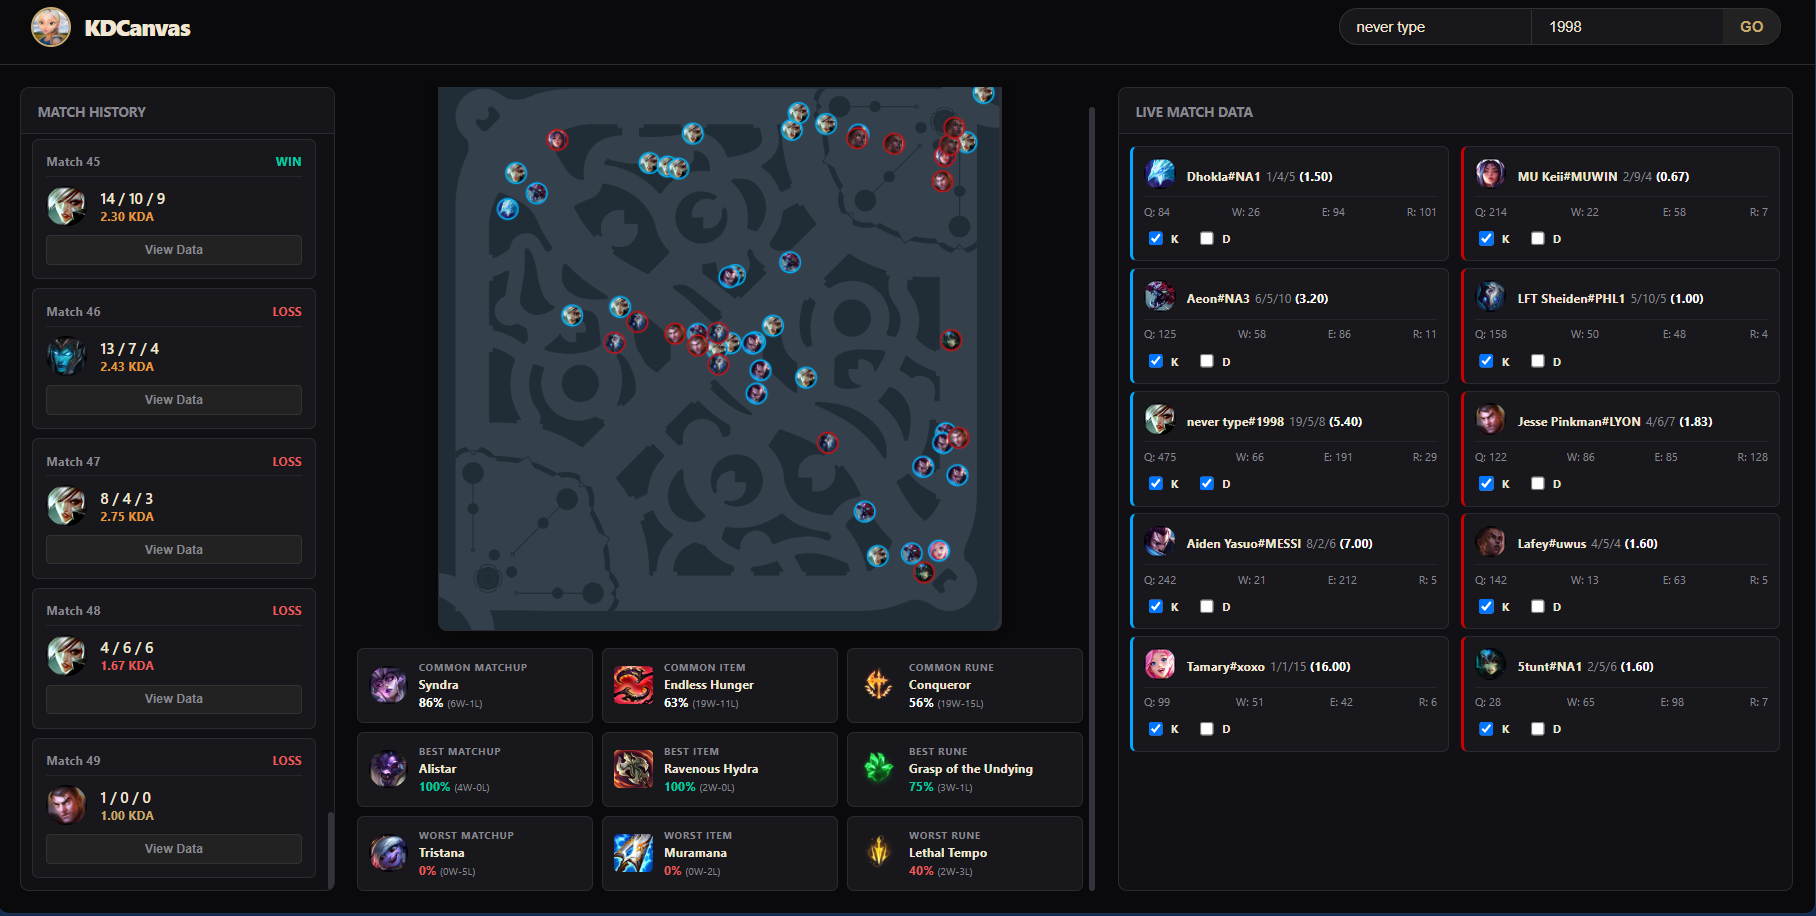 KDCanvas
never type
1998
GO
MATCH HISTORY
Match 45 WIN
14 / 10 / 9
2.30 KDA
View Data
Match 46 LOSS
13 / 7 / 4
2.43 KDA
View Data
Match 47 LOSS
8 / 4 / 3
2.75 KDA
View Data
Match 48 LOSS
4 / 6 / 6
1.67 KDA
View Data
Match 49 LOSS
1 / 0 / 0
1.00 KDA
View Data
COMMON MATCHUP
Syndra
86% (6W-1L)
COMMON ITEM
Endless Hunger
63% (19W-11L)
COMMON RUNE
Conqueror
56% (19W-15L)
BEST MATCHUP
Alistar
100% (4W-0L)
BEST ITEM
Ravenous Hydra
100% (2W-0L)
BEST RUNE
Grasp of the Undying
75% (3W-1L)
WORST MATCHUP
Tristana
0% (0W-5L)
WORST ITEM
Muramana
0% (0W-2L)
WORST RUNE
Lethal Tempo
40% (2W-3L)
LIVE MATCH DATA
Dhokla#NA1 1/4/5 (1.50)
Q: 84 W: 26 E: 94 R: 101
K D
MU Keii#MUWIN 2/9/4 (0.67)
Q: 214 W: 22 E: 58 R: 7
K D
Aeon#NA3 6/5/10 (3.20)
Q: 125 W: 58 E: 86 R: 11
K D
LFT Sheiden#PHL1 5/10/5 (1.00)
Q: 158 W: 50 E: 48 R: 4
K D
never type#1998 19/5/8 (5.40)
Q: 475 W: 66 E: 191 R: 29
K D
Jesse Pinkman#LYON 4/6/7 (1.83)
Q: 122 W: 86 E: 85 R: 128
K D
Aiden Yasuo#MESSI 8/2/6 (7.00)
Q: 242 W: 21 E: 212 R: 5
K D
Lafey#uwus 4/5/4 (1.60)
Q: 142 W: 13 E: 63 R: 5
K D
Tamary#xoxo 1/1/15 (16.00)
Q: 99 W: 51 E: 42 R: 6
K D
5tunt#NA1 2/5/6 (1.60)
Q: 28 W: 65 E: 98 R: 7
K D